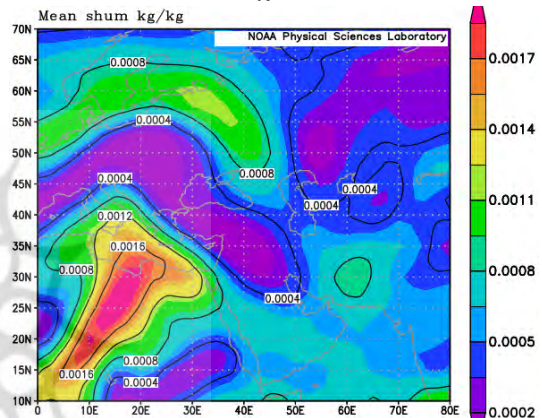 Mean shum kg/kg
NOAA Physical Sciences Laboratory
70N
65N
60N
55N
50N
45N
40N
35N
30N
25N
20N
15N
10N
0
10E
20E
30E
40E
50E
60E
70E
80E
0.0008
0.0004
0.0008
0.0004
0.0004
0.0004
0.0012
0.0016
0.0008
0.0004
0.0008
0.0016
0.0004
0.0017
0.0014
0.0011
0.0008
0.0005
0.0002